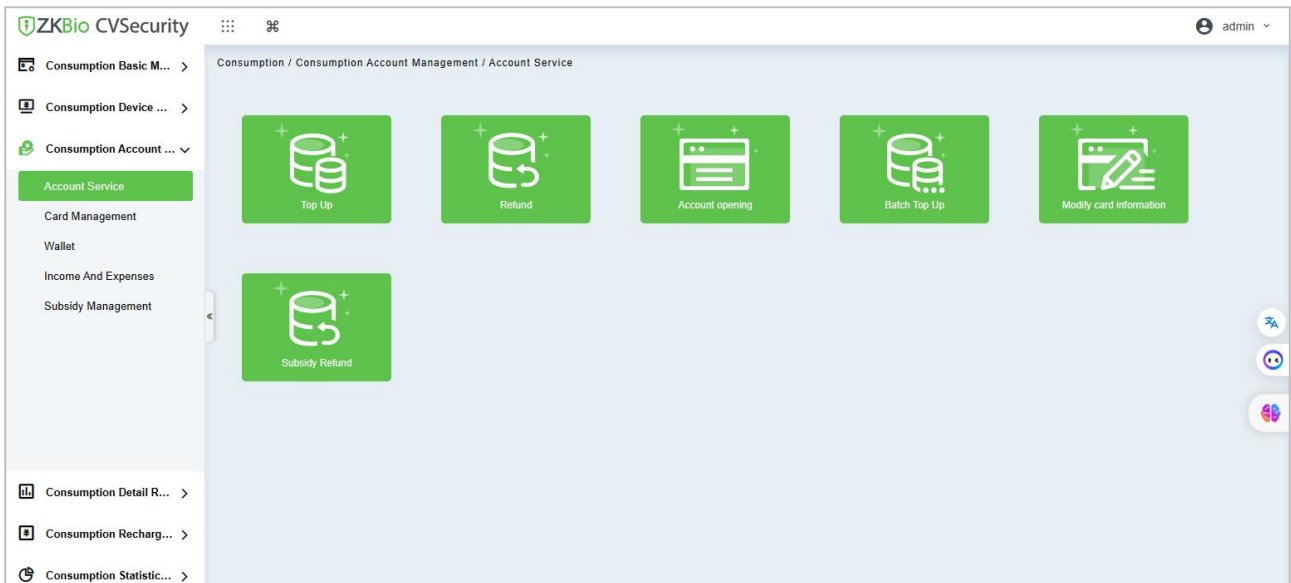 ZKBio CVSecurity
admin
Consumption Basic M...
Consumption Device ...
Consumption Account ...
Account Service
Card Management
Wallet
Income And Expenses
Subsidy Management
Consumption Detail R...
Consumption Recharg...
Consumption Statistic...
Consumption / Consumption Account Management / Account Service
Top Up
Refund
Account opening
Batch Top Up
Modify card information
Subsidy Refund